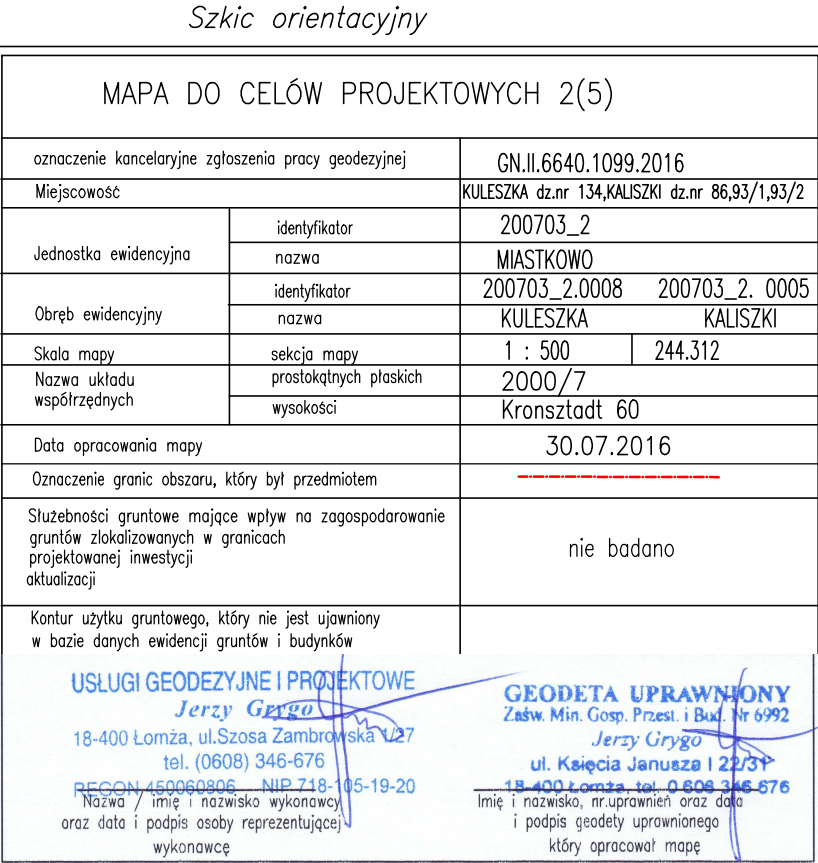 Szkic orientacyjny
MAPA DO CELÓW PROJEKTOWYCH 2(5)
oznaczenie kancelaryjne zgłoszenia pracy geodezyjnej
GN.II.6640.1099.2016
Miejscowość
KULESZKA dz.nr 134,KALISZKI dz.nr 86,93/1,93/2
Jednostka ewidencyjna
identyfikator
200703_2
nazwa
MIASTKOWO
Obręb ewidencyjny
identyfikator
200703_2.0008 200703_2. 0005
nazwa
KULESZKA KALISZKI
Skala mapy
sekcja mapy
1 : 500
244.312
Nazwa układu
współrzędnych
prostokątnych płaskich
2000/7
wysokości
Kronsztadt 60
Data opracowania mapy
30.07.2016
Oznaczenie granic obszaru, który był przedmiotem
Służebności gruntowe mające wpływ na zagospodarowanie
gruntów zlokalizowanych w granicach
projektowanej inwestycji
aktualizacji
nie badano
Kontur użytku gruntowego, który nie jest ujawniony
w bazie danych ewidencji gruntów i budynków
USŁUGI GEODEZYJNE I PROJEKTOWE
Jerzy Grygo
18-400 Łomża, ul.Szosa Zambrowska 1/27
tel. (0608) 346-676
REGON 450060806 NIP 718-105-19-20
Nazwa / imię i nazwisko wykonawcy
oraz data i podpis osoby reprezentującej
wykonawcę
GEODETA UPRAWNIONY
Zaśw. Min. Gosp. Przest. i Bud. Nr 6992
Jerzy Grygo
ul. Księcia Janusza I 22/31
18-400 Łomża, tel. 0 608 346 676
Imię i nazwisko, nr.uprawnień oraz data
i podpis geodety uprawnionego
który opracował mapę